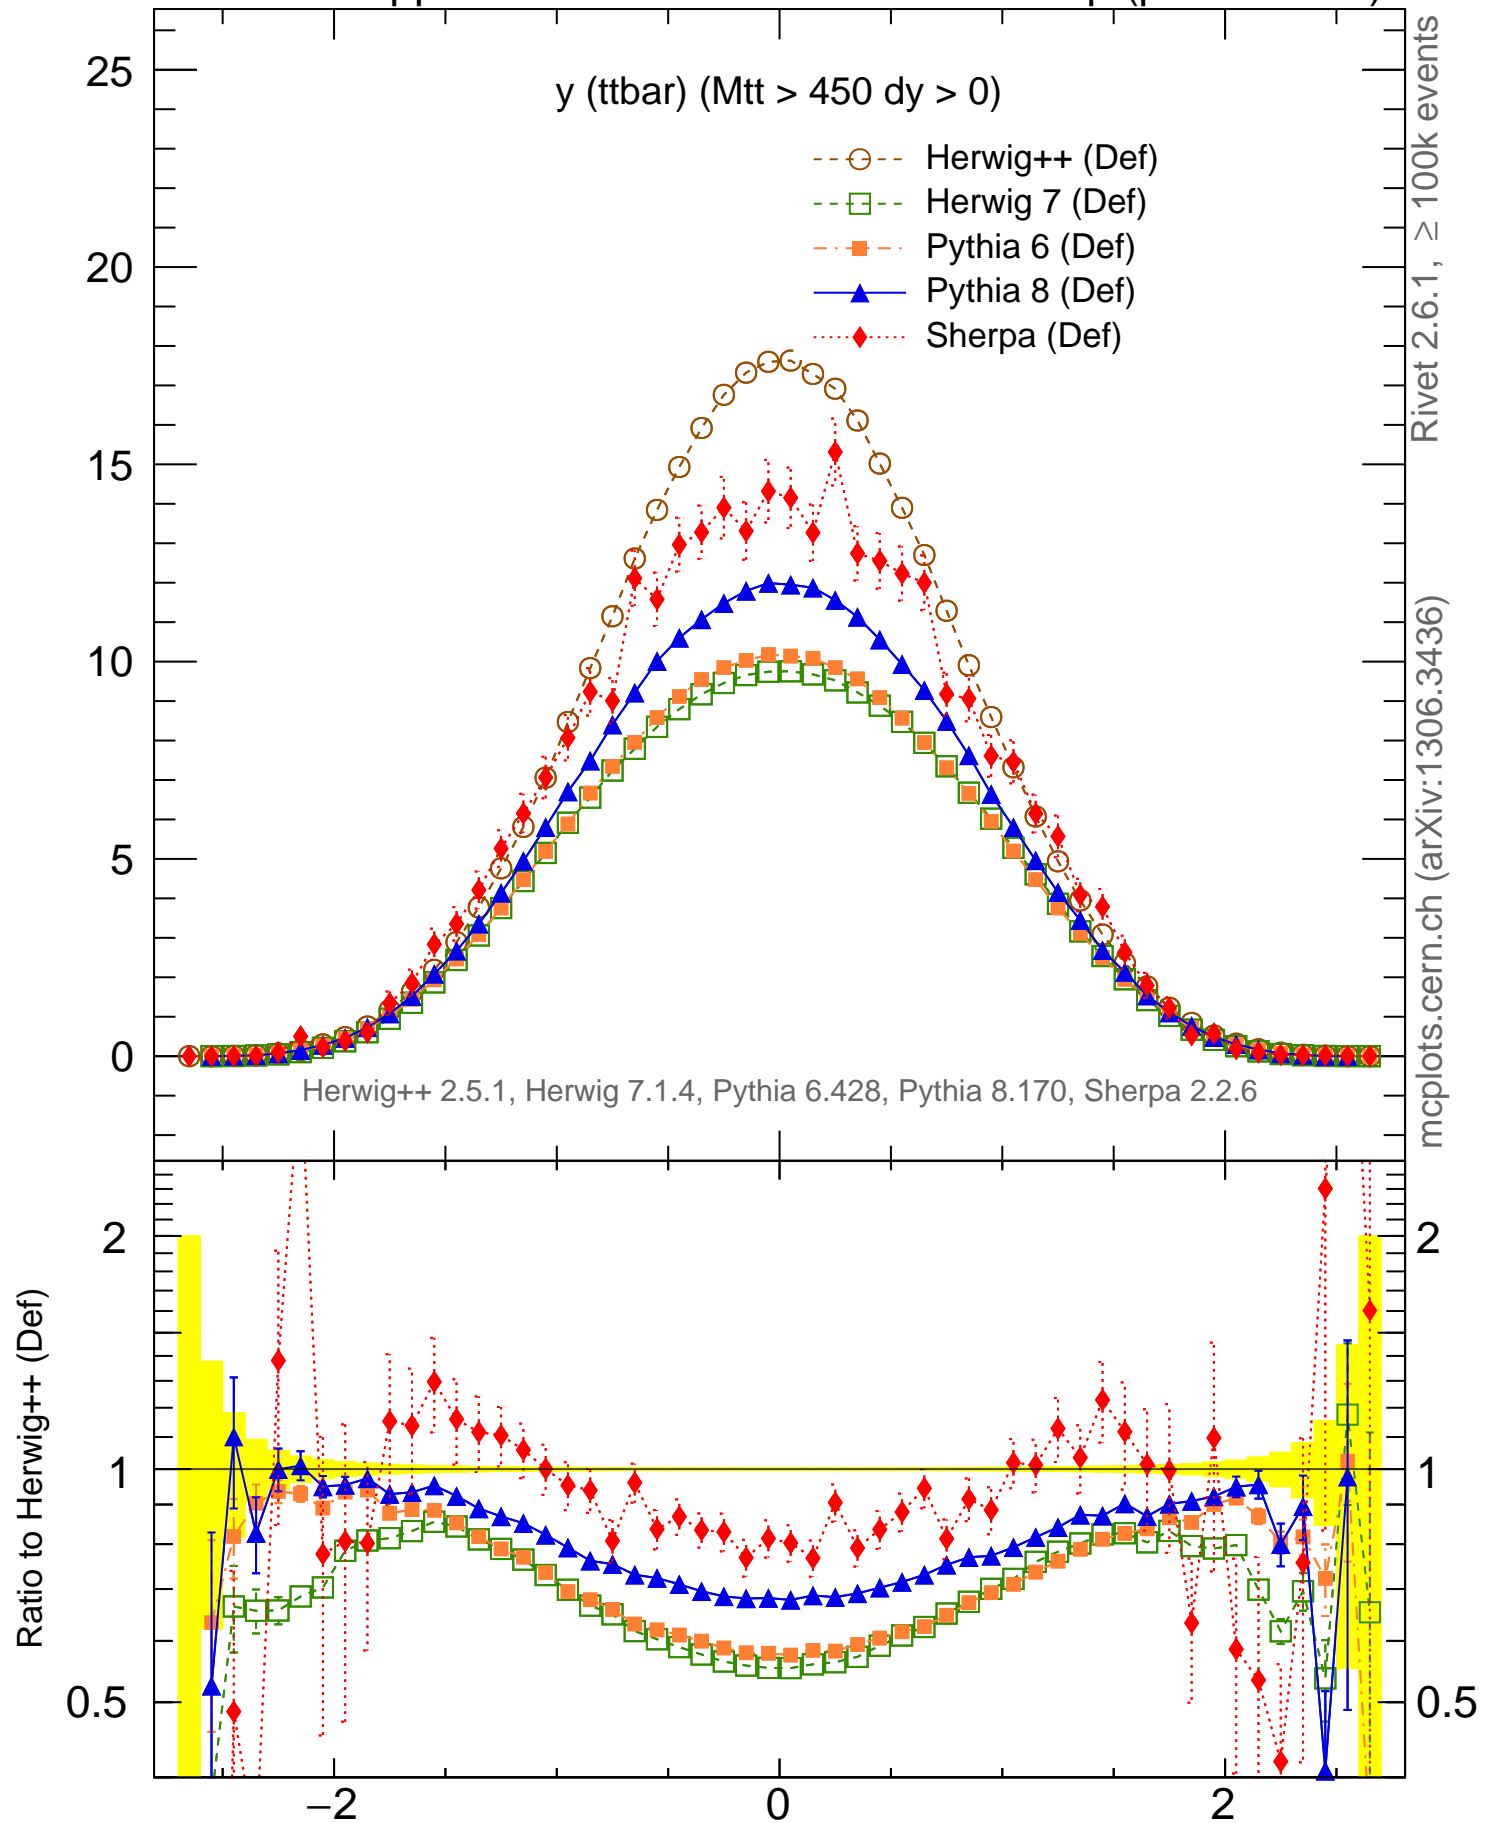 y (ttbar) (Mtt > 450 dy > 0)
Herwig++ (Def)
Herwig 7 (Def)
Pythia 6 (Def)
Pythia 8 (Def)
Sherpa (Def)
25
20
15
10
5
0
Herwig++ 2.5.1, Herwig 7.1.4, Pythia 6.428, Pythia 8.170, Sherpa 2.2.6
Rivet 2.6.1, ≥ 100k events
mcplots.cern.ch (arXiv:1306.3436)
Ratio to Herwig++ (Def)
2
1
0.5
2
1
0.5
−2
0
2